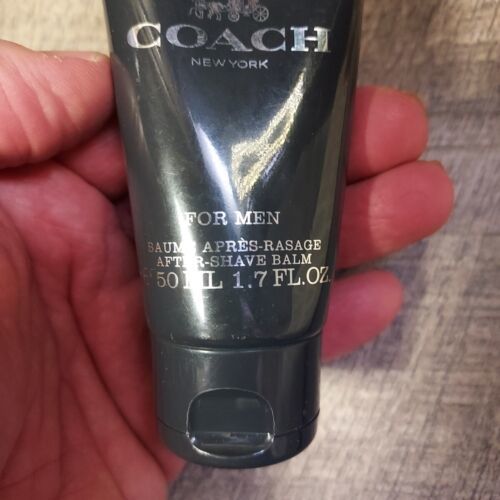 COACH
NEW YORK
FOR MEN
BAUME APRÈS-RASAGE
AFTER-SHAVE BALM
50 ML 1.7 FL.OZ.